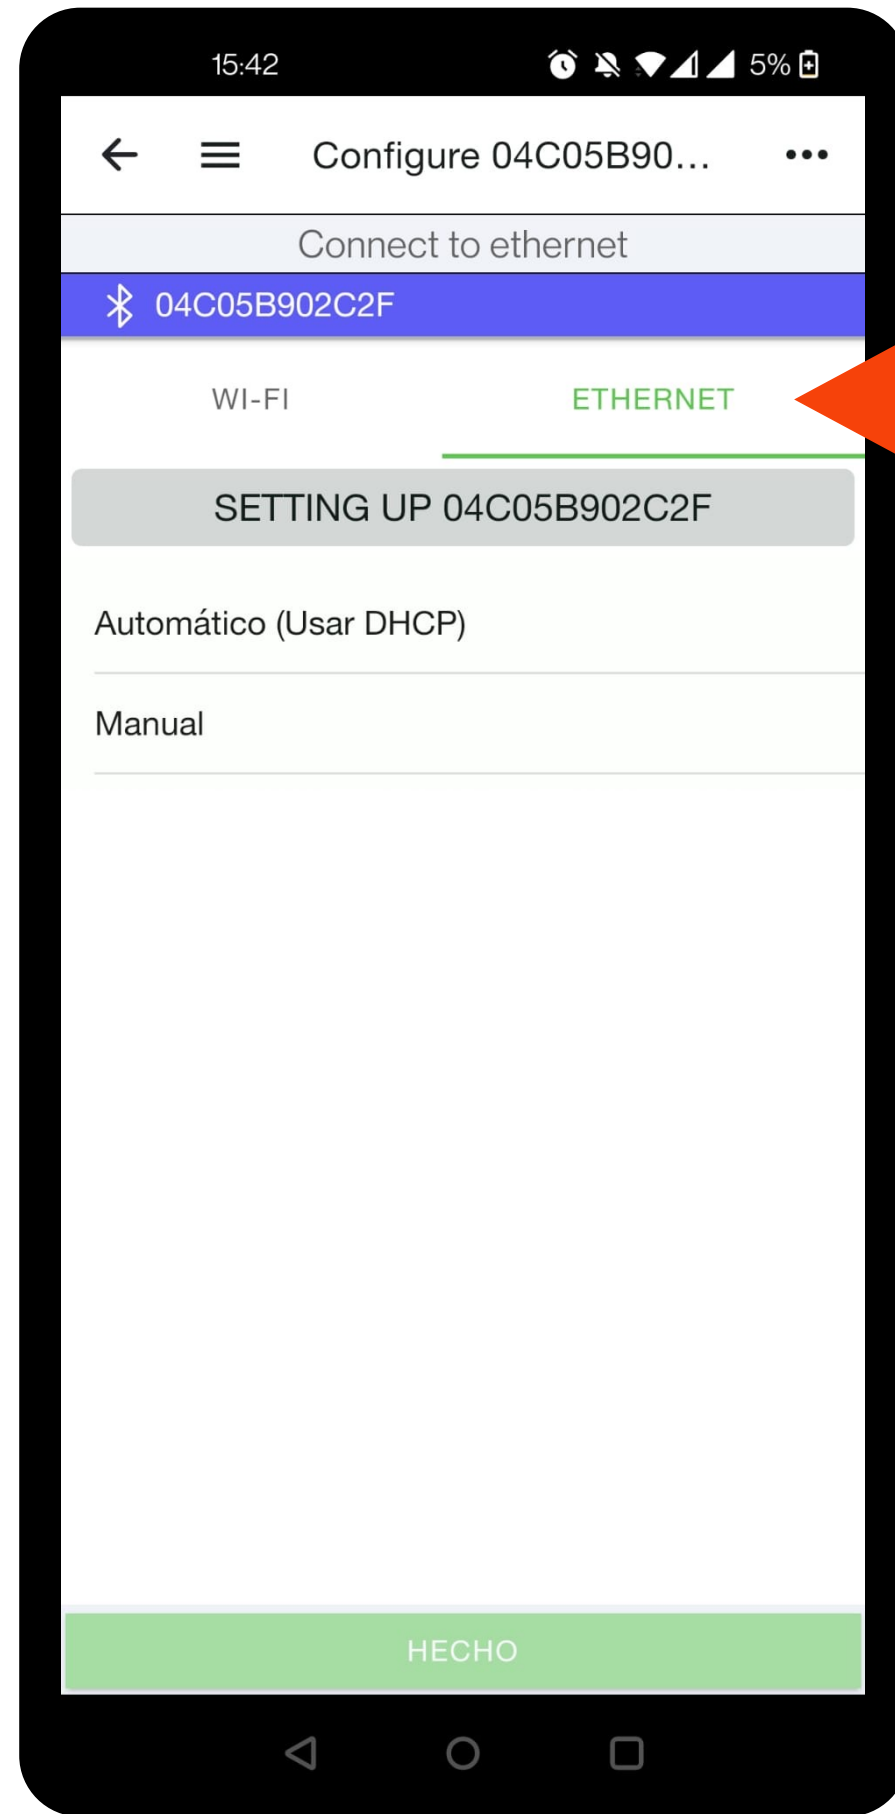 15:42
5%
Configure 04C05B90...
Connect to ethernet
04C05B902C2F
WI-FI
ETHERNET
SETTING UP 04C05B902C2F
Automático (Usar DHCP)
Manual
HECHO